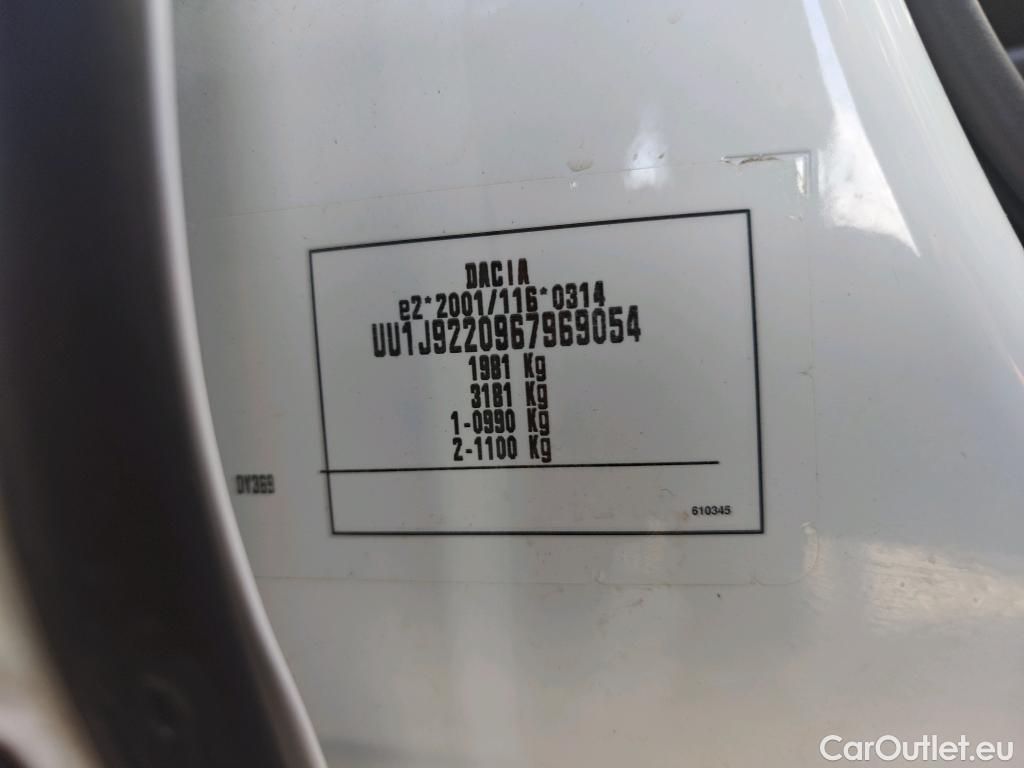 DACIA
e2*2001/116*0314
UU1J9220967969054
1981 Kg
3181 Kg
1-0990 Kg
2-1100 Kg
DY369
610345
CarOutlet.eu